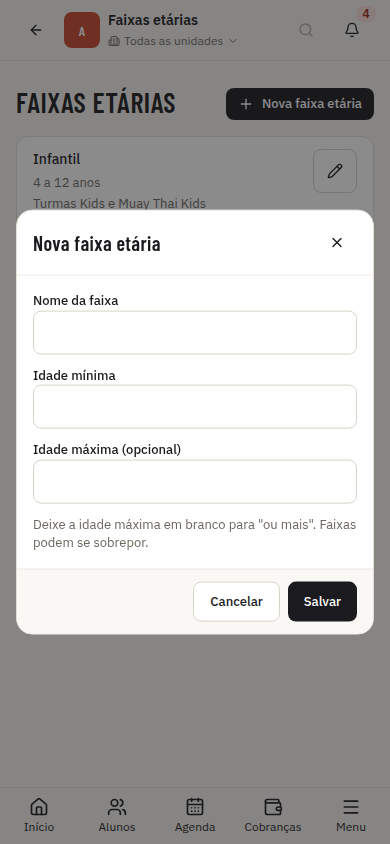 Faixas etárias
4
A
Todas as unidades
FAIXAS ETÁRIAS
Nova faixa etária
Infantil
4 a 12 anos
Turmas Kids e Muay Thai Kids
Nova faixa etária
Nome da faixa
Idade mínima
Idade máxima (opcional)
Deixe a idade máxima em branco para "ou mais". Faixas
podem se sobrepor.
Cancelar
Salvar
Início
Alunos
Agenda
Cobranças
Menu